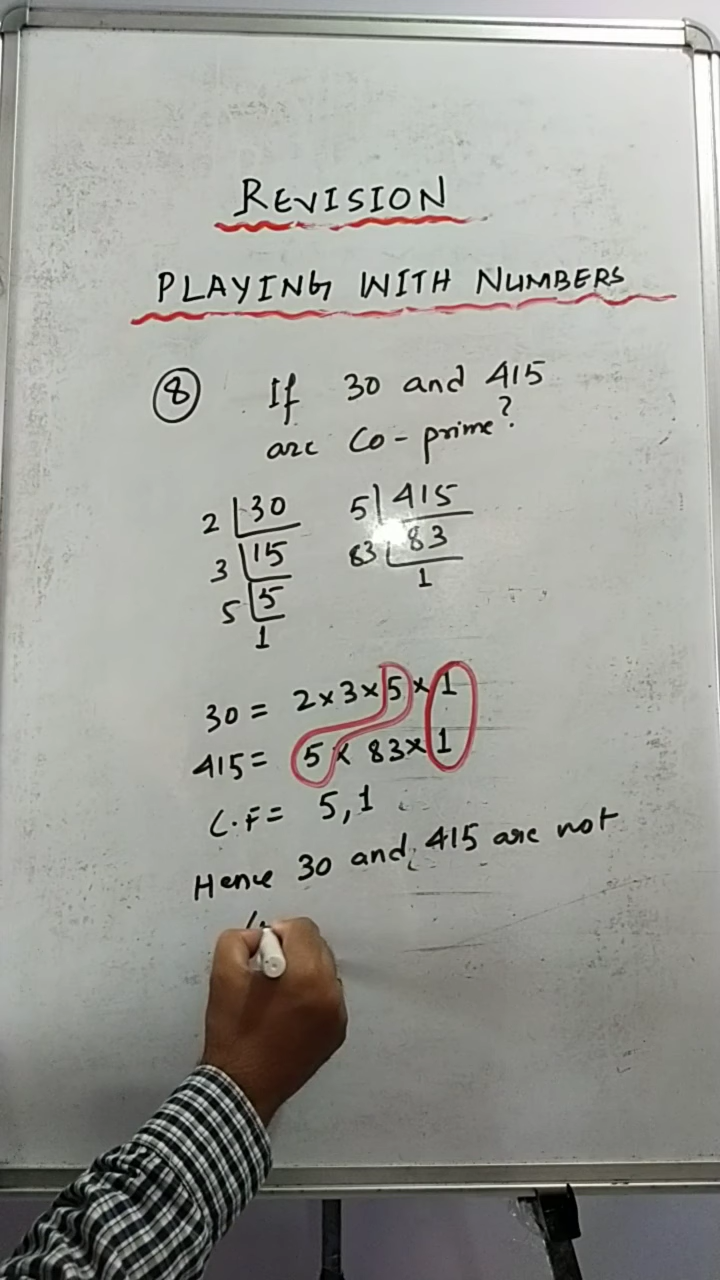 REVISION
PLAYING WITH NUMBERS
8 If 30 and 415
are Co-prime?
2 | 30 5 | 415
3 | 15 83 | 83
5 | 5 1
1
30 = 2×3×5×1
415 = 5 × 83×1
C.F = 5,1
Hence 30 and 415 are not